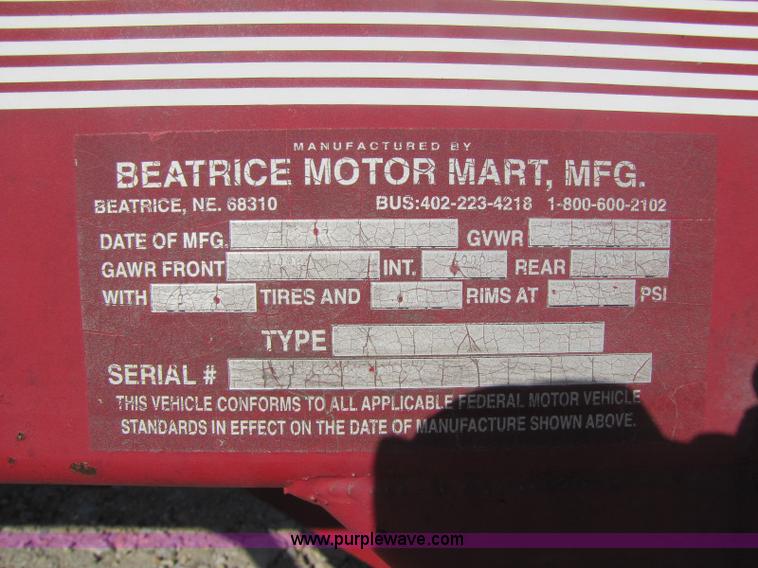 MANUFACTURED BY
BEATRICE MOTOR MART, MFG.
BEATRICE, NE. 68310 BUS:402-223-4218 1-800-600-2102
DATE OF MFG. GVWR
GAWR FRONT INT. REAR
WITH TIRES AND RIMS AT PSI
TYPE
SERIAL #
THIS VEHICLE CONFORMS TO ALL APPLICABLE FEDERAL MOTOR VEHICLE
STANDARDS IN EFFECT ON THE DATE OF MANUFACTURE SHOWN ABOVE.
www.purplewave.com